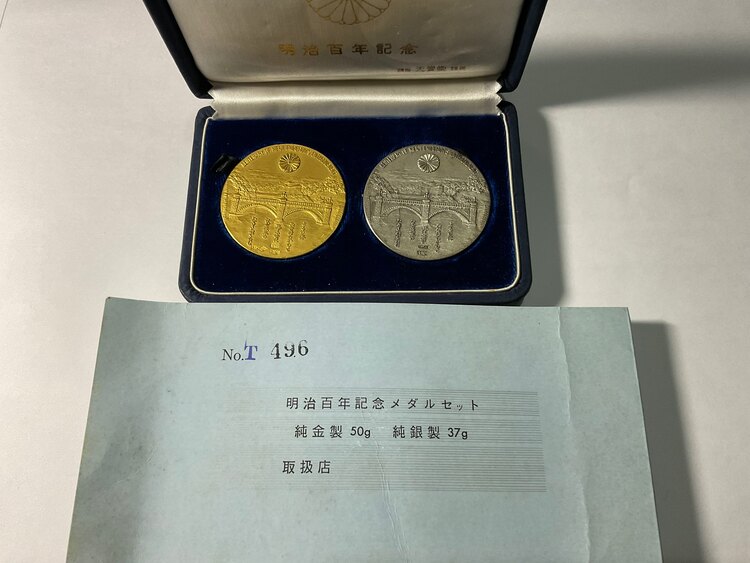 明治百年記念
No.T 496
明治百年記念メダルセット
純金製 50g 純銀製 37g
取扱店